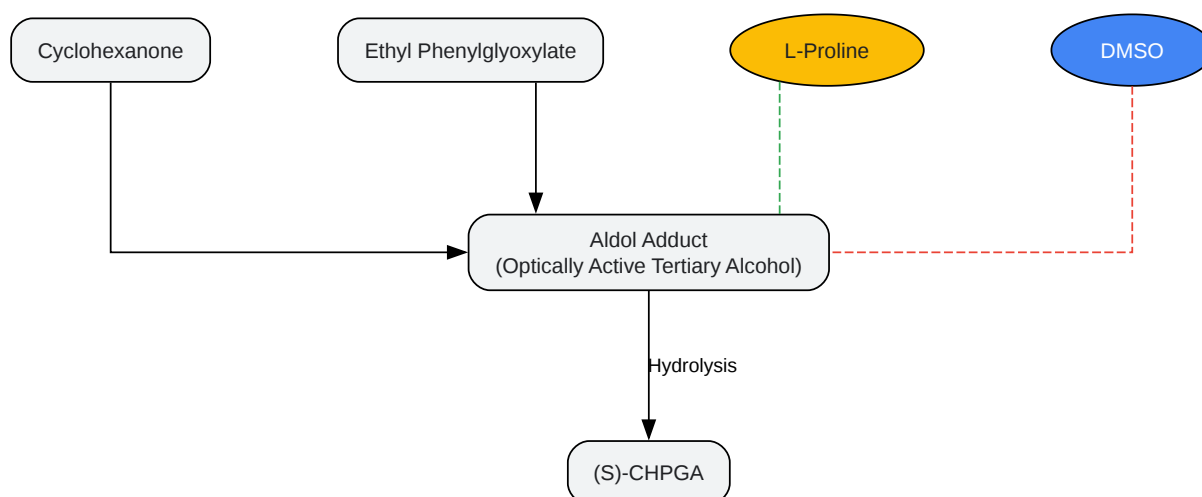 Cyclohexanone
Ethyl Phenylglyoxylate
L-Proline
DMSO
Aldol Adduct
(Optically Active Tertiary Alcohol)
Hydrolysis
(S)-CHPGA